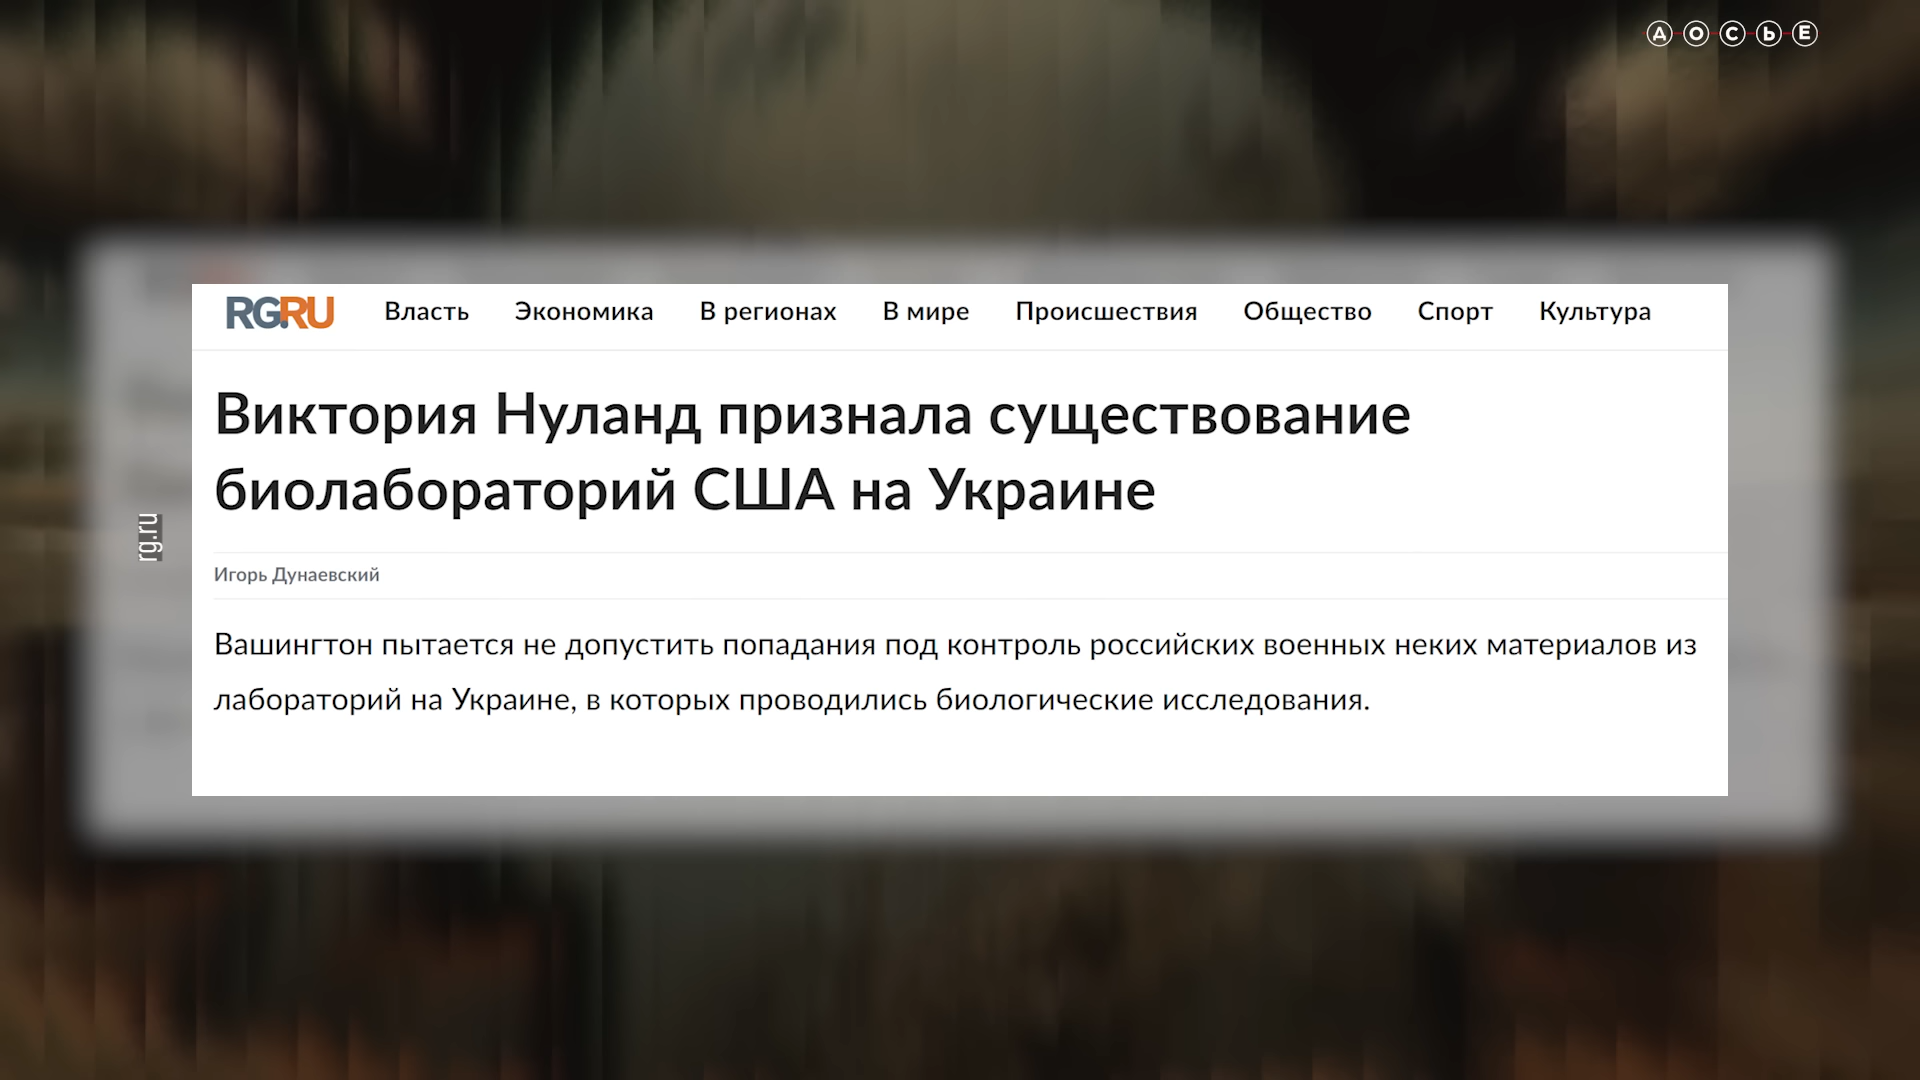 ДОСЬЕ
RG.RU Власть Экономика В регионах В мире Происшествия Общество Спорт Культура
Виктория Нуланд признала существование
биолабораторий США на Украине
rg.ru
Игорь Дунаевский
Вашингтон пытается не допустить попадания под контроль российских военных неких материалов из
лабораторий на Украине, в которых проводились биологические исследования.